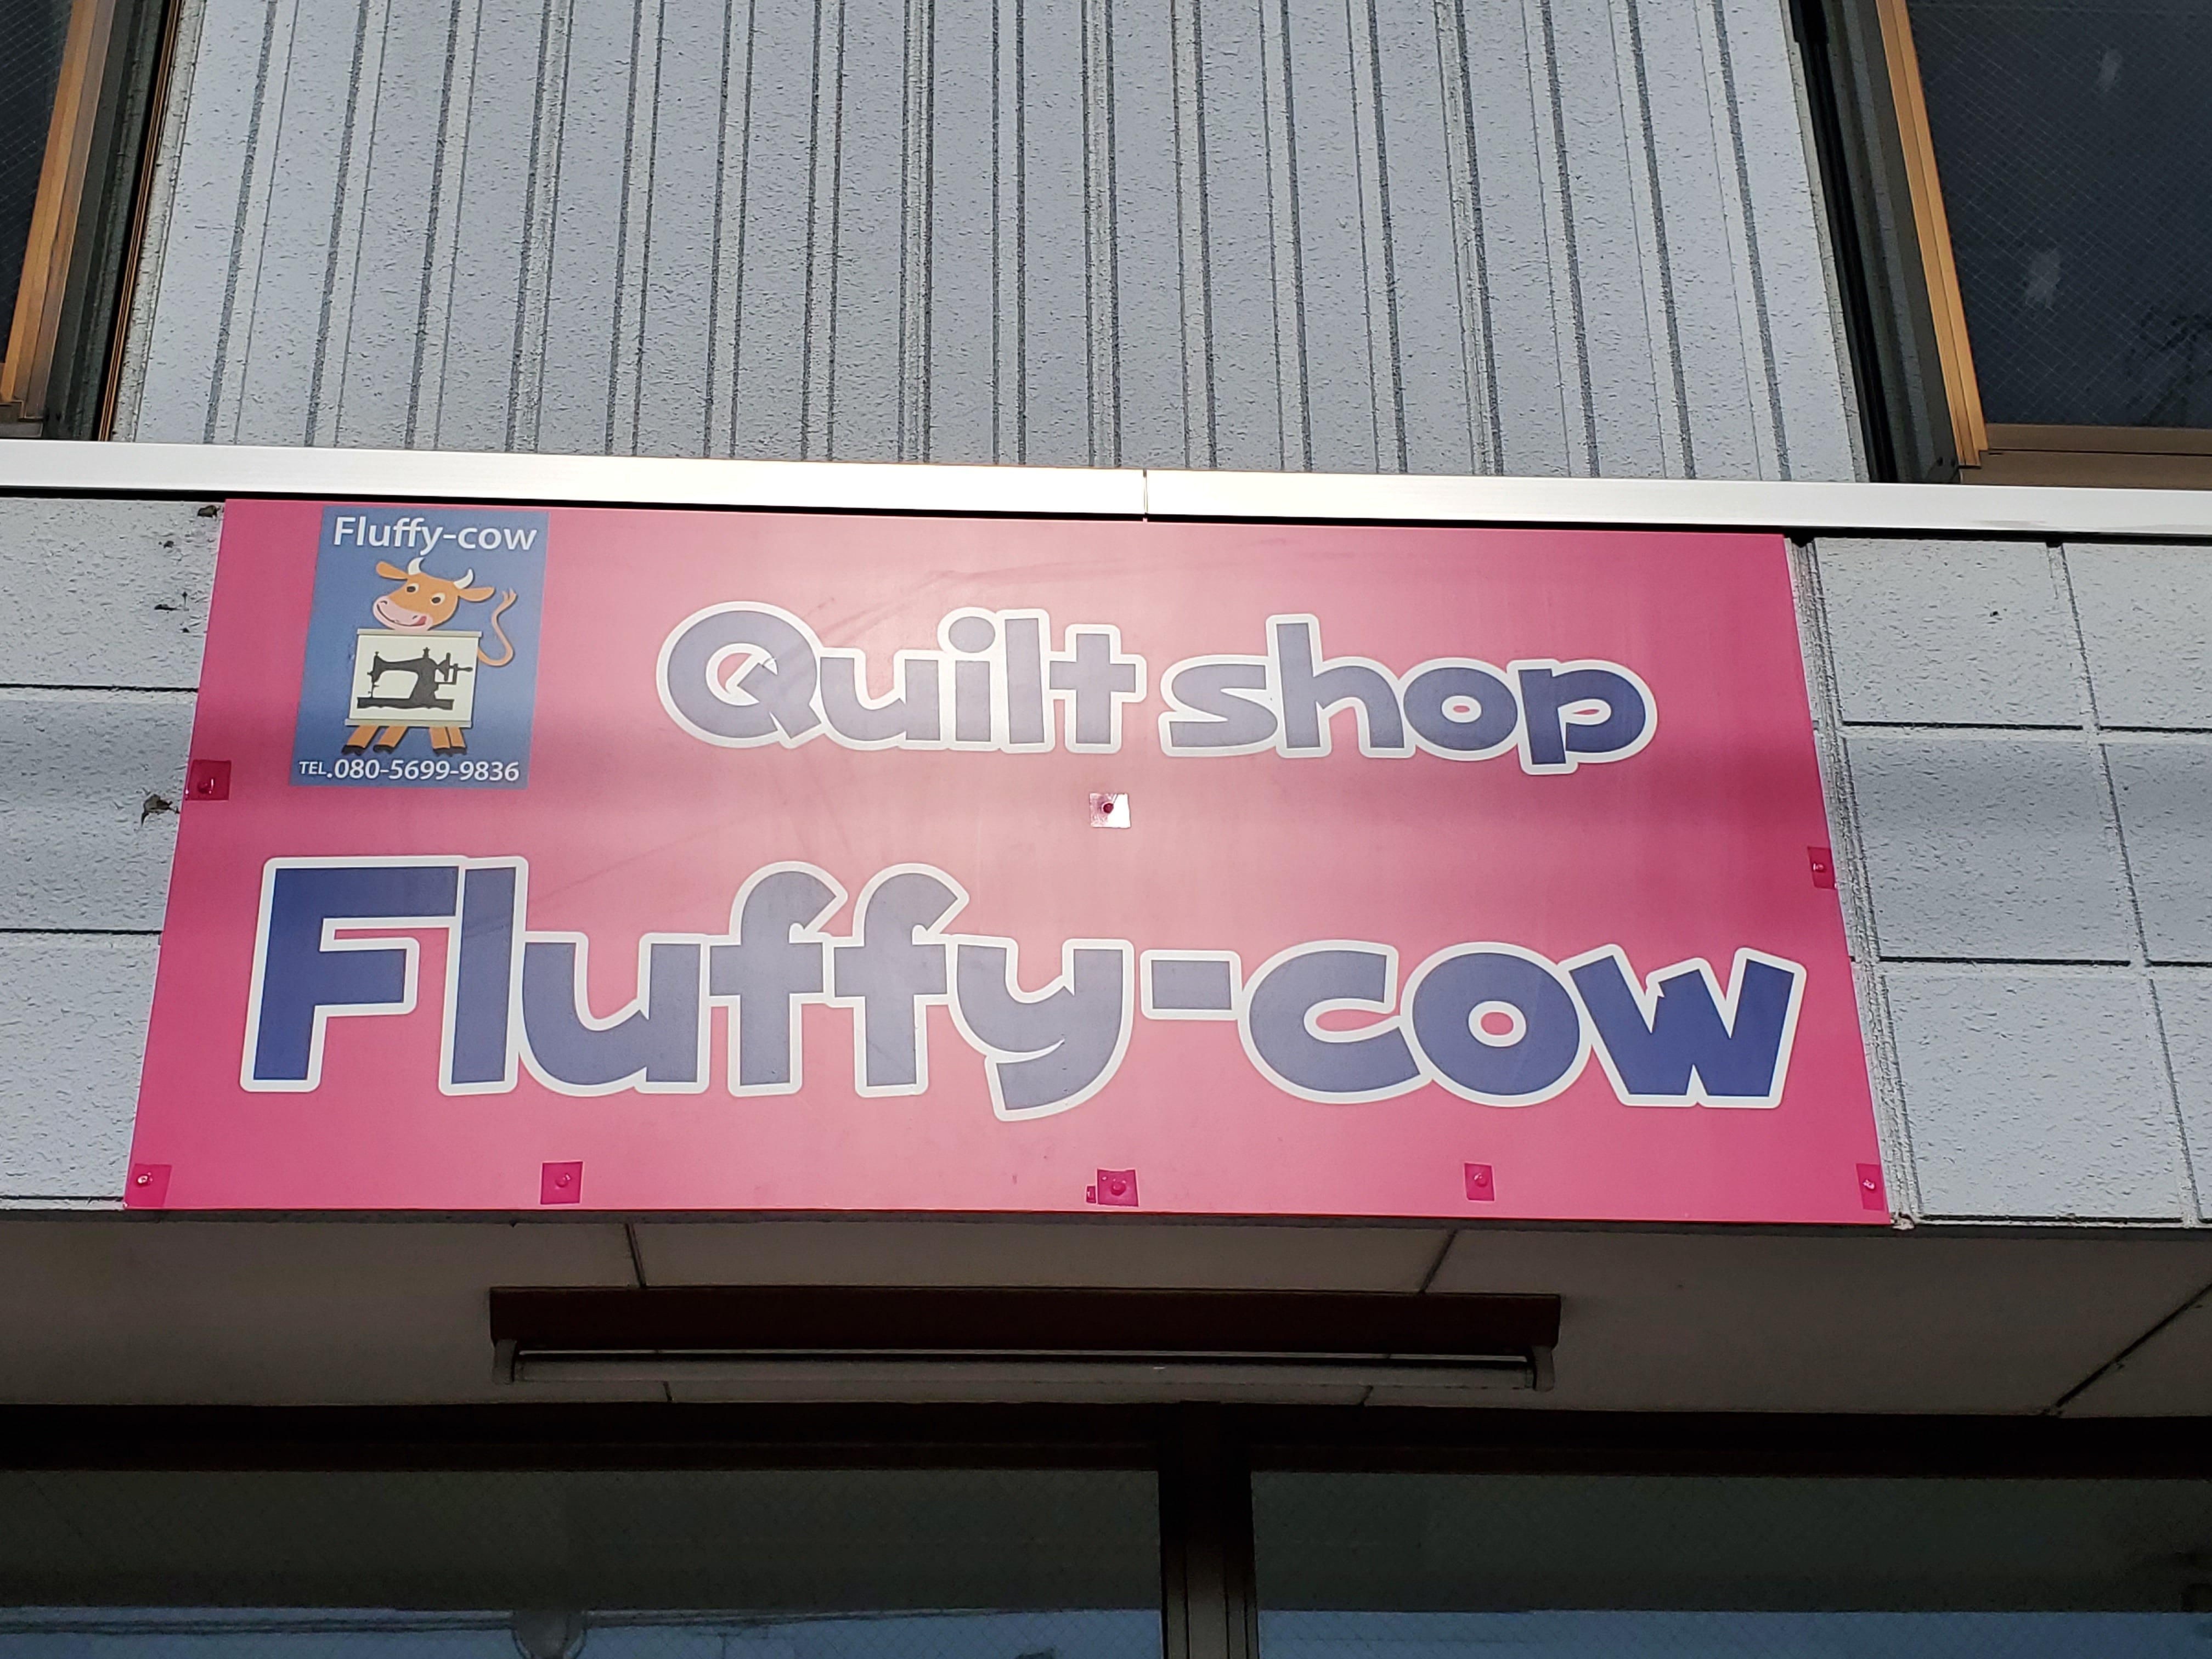 Fluffy-cow
TEL.080-5699-9836
Quilt shop
Fluffy-cow